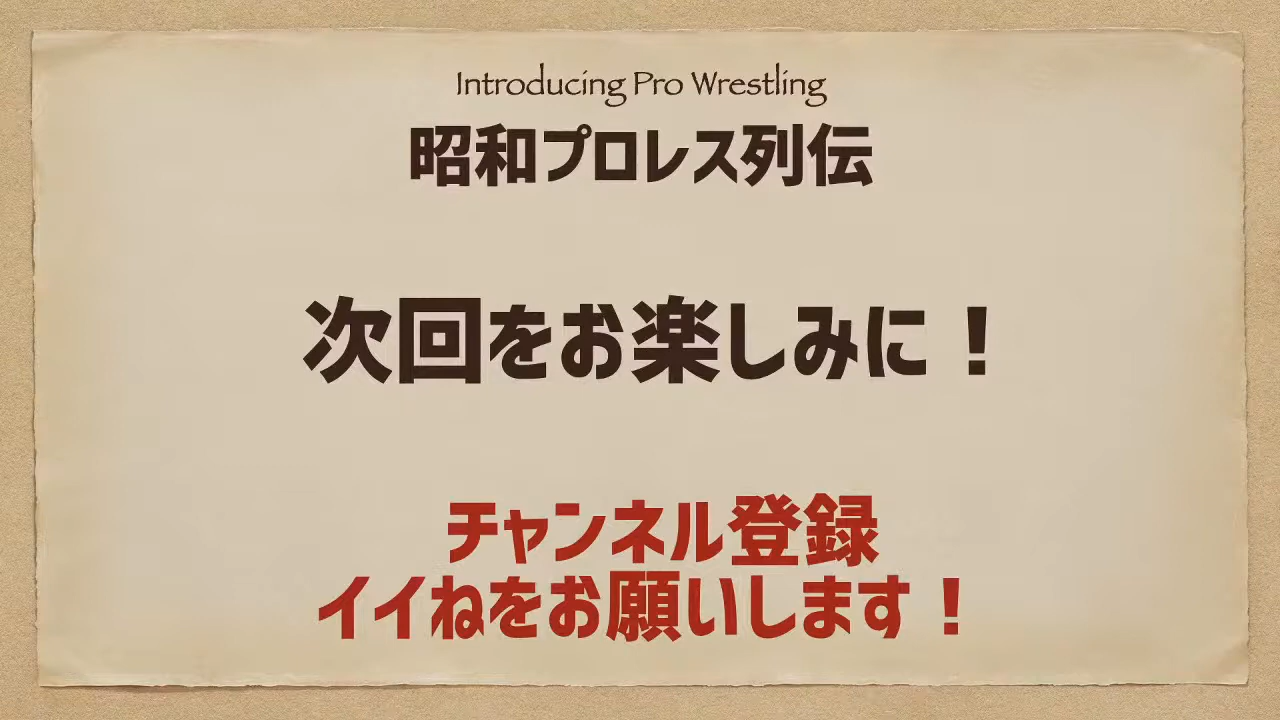 Introducing Pro Wrestling
昭和プロレス列伝
次回をお楽しみに！
チャンネル登録
イイねをお願いします！